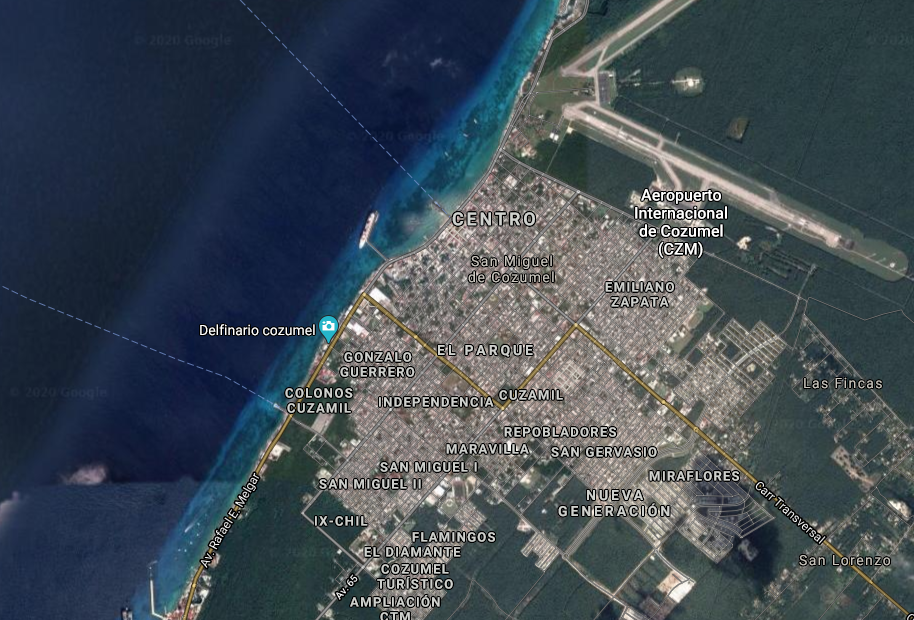 © 2020 Google
© 2020 Google
Aeropuerto
Internacional
de Cozumel
(CZM)
CENTRO
San Miguel
de Cozumel
EMILIANO
ZAPATA
Delfinario cozumel
GONZALO
GUERRERO
EL PARQUE
Las Fincas
COLONOS
CUZAMIL
INDEPENDENCIA
CUZAMIL
© 2020 Google
REPOBLADORES
MARAVILLA
SAN GERVASIO
SAN MIGUEL I
SAN MIGUEL II
MIRAFLORES
NUEVA
GENERACIÓN
Carr Transversal
Av. Rafael E. Melgar
IX-CHIL
FLAMINGOS
EL DIAMANTE
San Lorenzo
COZUMEL
TURÍSTICO
Av. 65
AMPLIACIÓN
CTM